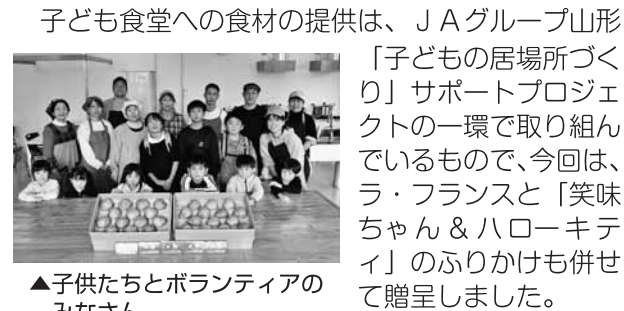 子ども食堂への食材の提供は、ＪＡグループ山形
「子どもの居場所づく
り」サポートプロジェ
クトの一環で取り組ん
でいるもので、今回は、
ラ・フランスと「笑味
ちゃん＆ハローキテ
ィ」のふりかけも併せ
て贈呈しました。
▲子供たちとボランティアの
みなさん